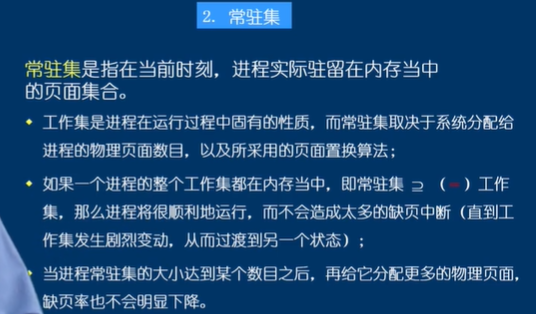 2. 常驻集
常驻集是指在当前时刻，进程实际驻留在内存当中
的页面集合。
工作集是进程在运行过程中固有的性质，而常驻集取决于系统分配给
进程的物理页面数目，以及所采用的页面置换算法；
如果一个进程的整个工作集都在内存当中，即常驻集 ⊇ （=）工作
集，那么进程将很顺利地运行，而不会造成太多的缺页中断（直到工
作集发生剧烈变动，从而过渡到另一个状态）；
当进程常驻集的大小达到某个数目之后，再给它分配更多的物理页面，
缺页率也不会明显下降。